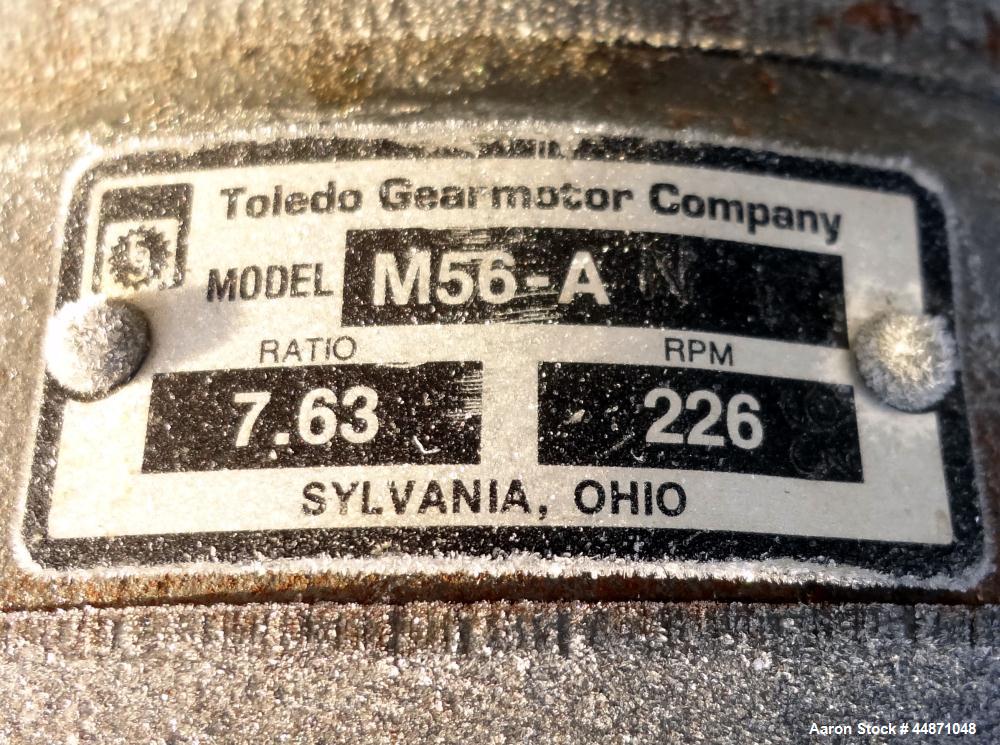 Toledo Gearmotor Company
MODEL M56-A
RATIO RPM
7.63 226
SYLVANIA, OHIO
Aaron Stock # 44871048